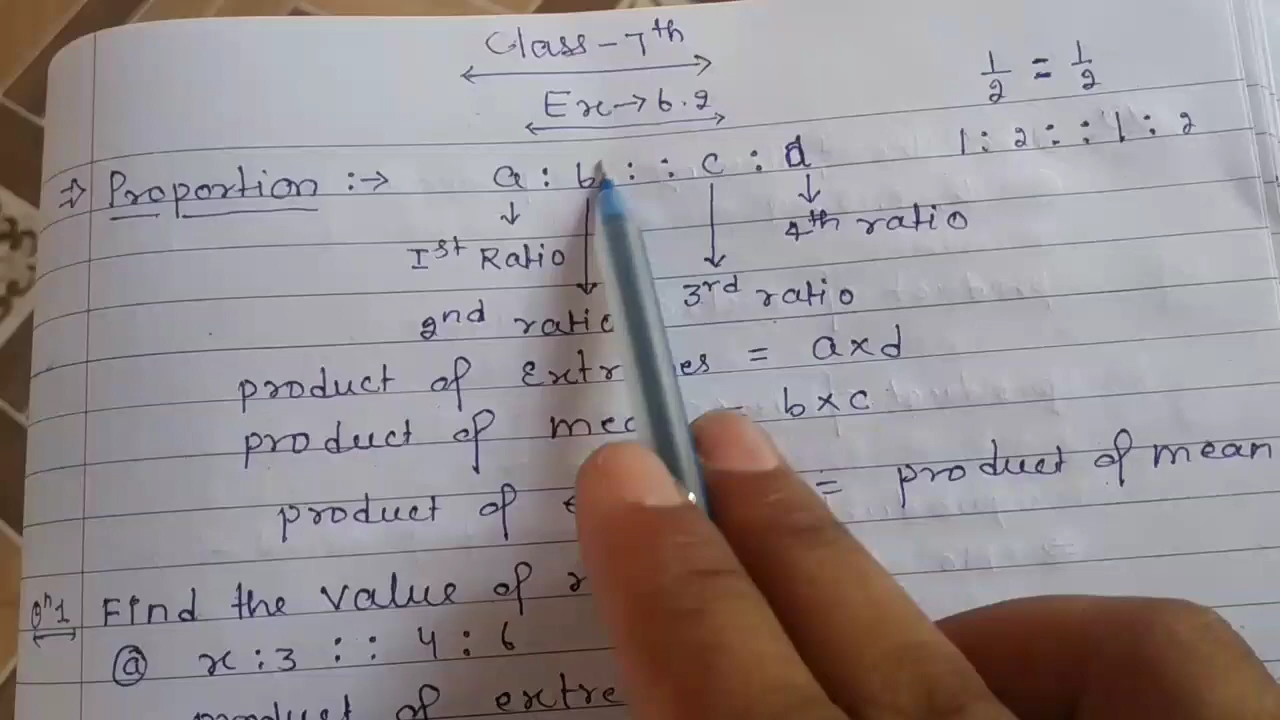 Class - 7th
Ex → 6.2
1/2 = 1/2
1 : 2 : : 1 : 2
⇒ Proportion :→ a : b : : c : d
Ist Ratio
4th ratio
2nd ratio
3rd ratio
product of = a×d
product of = b×c
product of = product of mean
Qn1 Find the value of
(a) x : 3 : : 4 : 6
product of